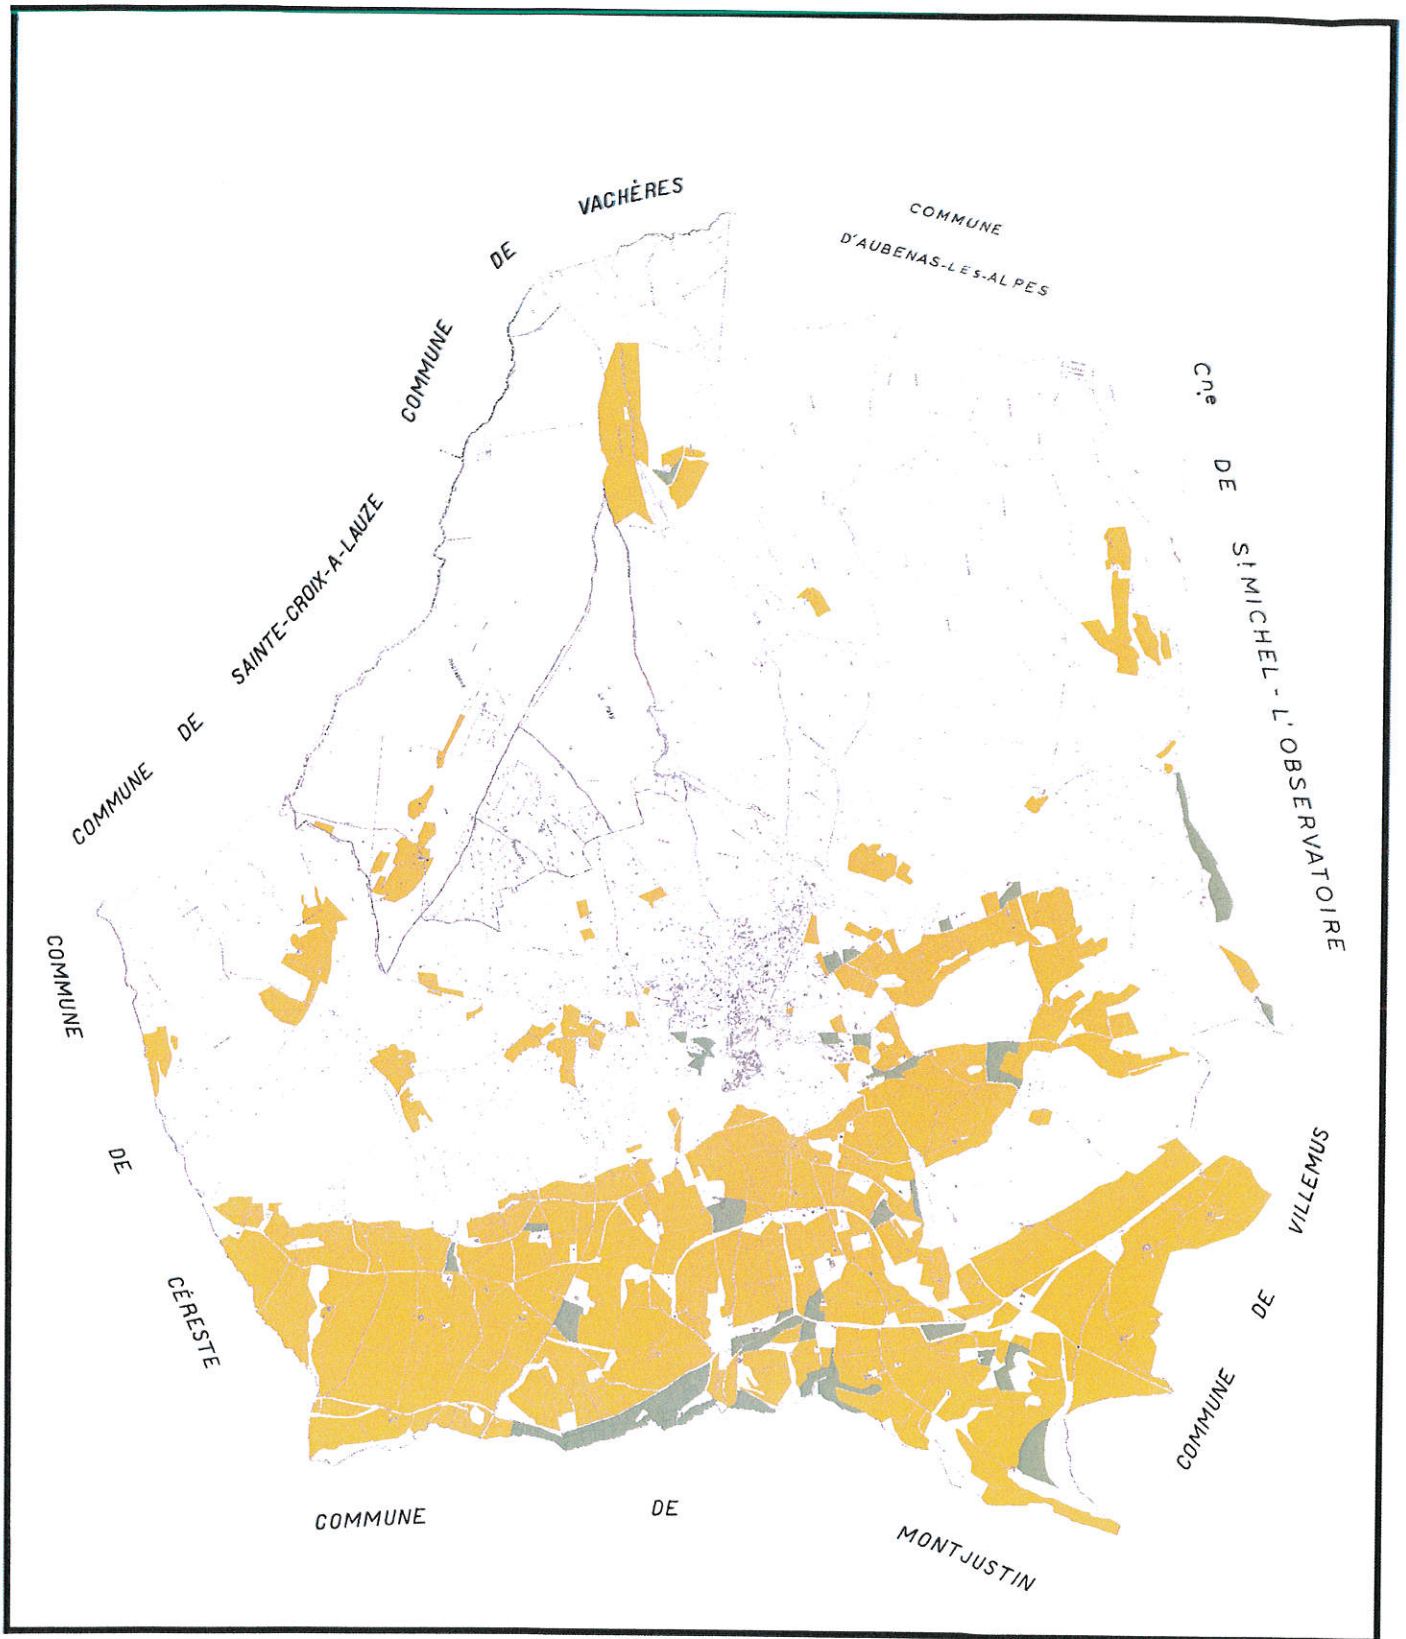 COMMUNE DE VACHÈRES
COMMUNE
D'AUBENAS-LES-ALPES
Cne DE St MICHEL - L'OBSERVATOIRE
COMMUNE DE SAINTE-CROIX-A-LAUZE
COMMUNE DE CÉRESTE
COMMUNE DE VILLEMUS
COMMUNE DE MONTJUSTIN